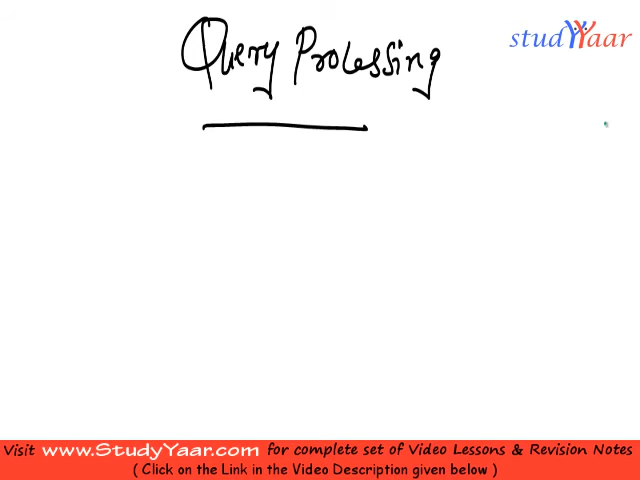 Query Processing
studYYaar
Visit www.StudyYaar.com for complete set of Video Lessons & Revision Notes
( Click on the Link in the Video Description given below )